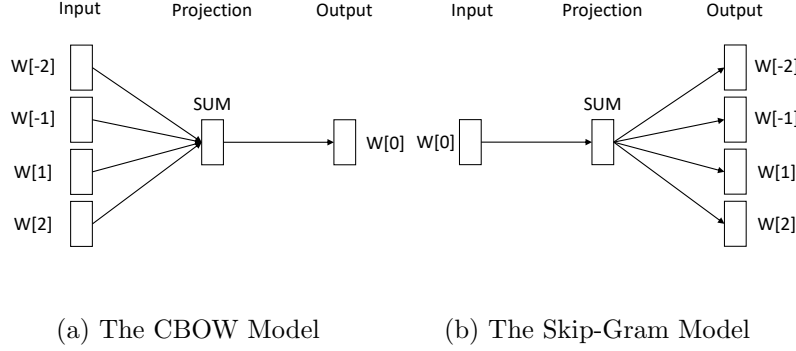 Input Projection Output Input Projection Output
W[-2] W[-2]
SUM SUM
W[-1] W[-1]
W[0] W[0]
W[1] W[1]
W[2] W[2]
(a) The CBOW Model (b) The Skip-Gram Model